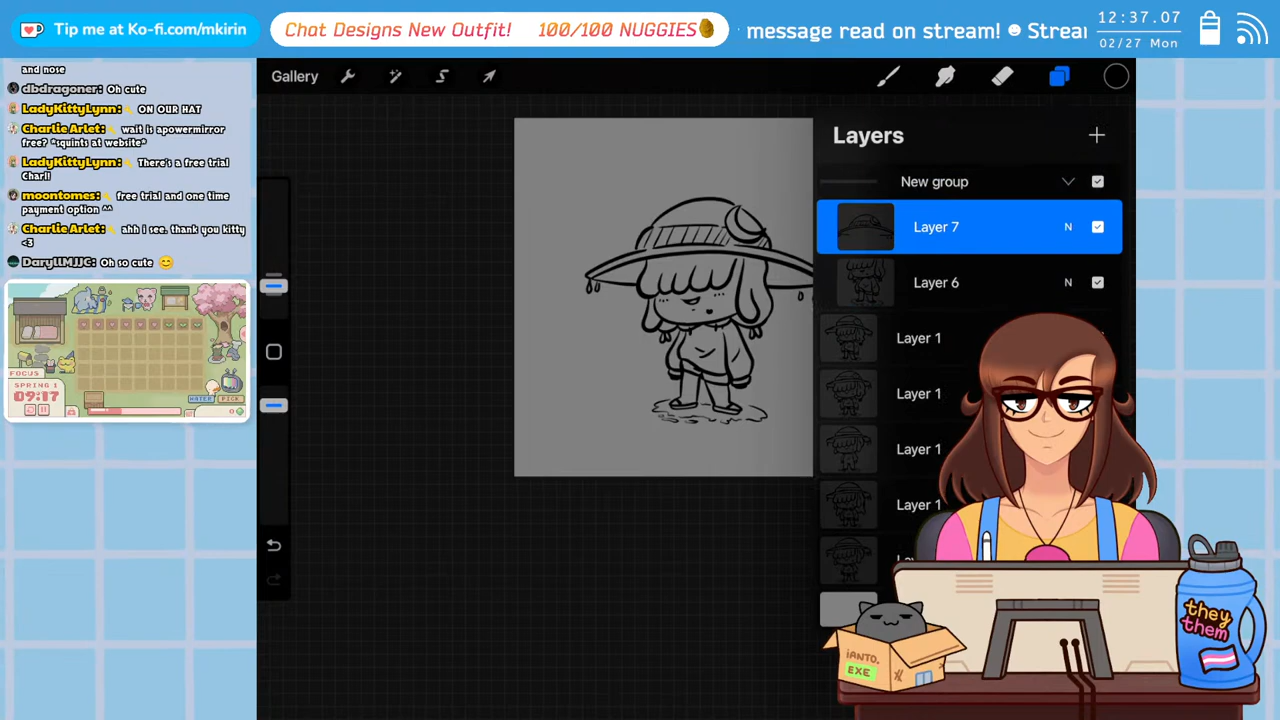 Tip me at Ko-fi.com/mkirin
Chat Designs New Outfit! 100/100 NUGGIES
message read on stream! ☻ Strea
12:37.07
02/27 Mon
and nose
dbdragoner: Oh cute
LadyKittyLynn: ON OUR HAT
Charlie Arlet: wait is apowermirror
free? *squints at website*
LadyKittyLynn: There's a free trial
Charl!
moontomes: free trial and one time
payment option ^^
Charlie Arlet: ahh i see. thank you kitty
<3
DaryllMJJC: Oh so cute 😊
FOCUS
SPRING 1
09:17
WATER
PICK
0
Gallery
Layers
New group
Layer 7 N
Layer 6 N
Layer 1
Layer 1
Layer 1
Layer 1
IANTO.
EXE
they
them